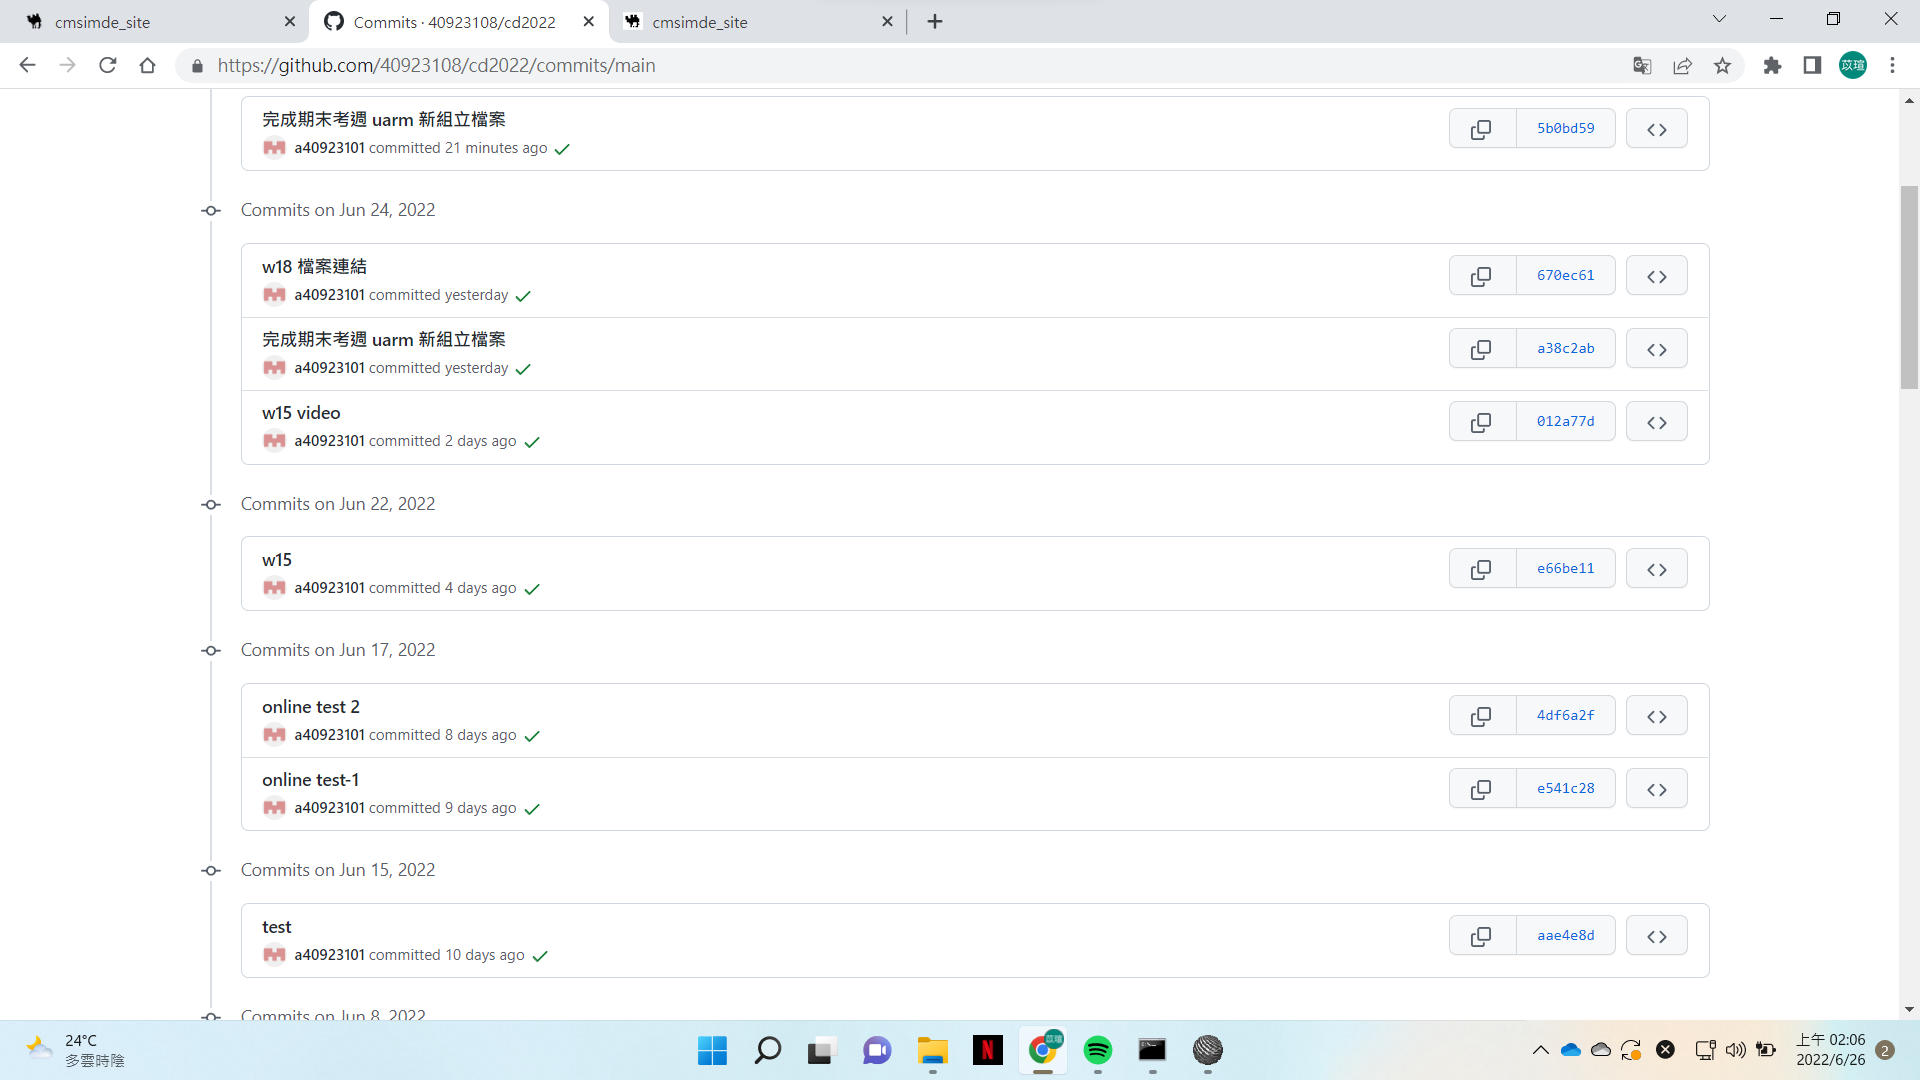 cmsimde_site
Commits · 40923108/cd2022
cmsimde_site
https://github.com/40923108/cd2022/commits/main
苡瑄
完成期末考週 uarm 新組立檔案
a40923101 committed 21 minutes ago
5b0bd59
Commits on Jun 24, 2022
w18 檔案連結
a40923101 committed yesterday
670ec61
完成期末考週 uarm 新組立檔案
a40923101 committed yesterday
a38c2ab
w15 video
a40923101 committed 2 days ago
012a77d
Commits on Jun 22, 2022
w15
a40923101 committed 4 days ago
e66be11
Commits on Jun 17, 2022
online test 2
a40923101 committed 8 days ago
4df6a2f
online test-1
a40923101 committed 9 days ago
e541c28
Commits on Jun 15, 2022
test
a40923101 committed 10 days ago
aae4e8d
Commits on Jun 8, 2022
24°C
多雲時陰
N
苡瑄
上午 02:06
2022/6/26
2